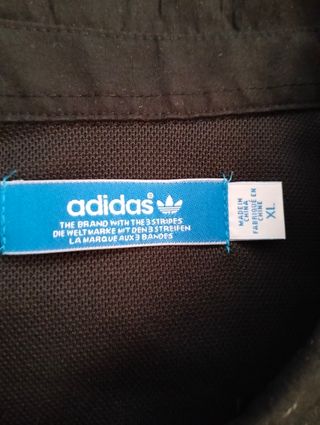 adidas®
THE BRAND WITH THE 3 STRIPES
DIE WELTMARKE MIT DEN 3 STREIFEN
LA MARQUE AUX 3 BANDES
MADE IN
CHINA
FABRIQUE EN
CHINE
XL